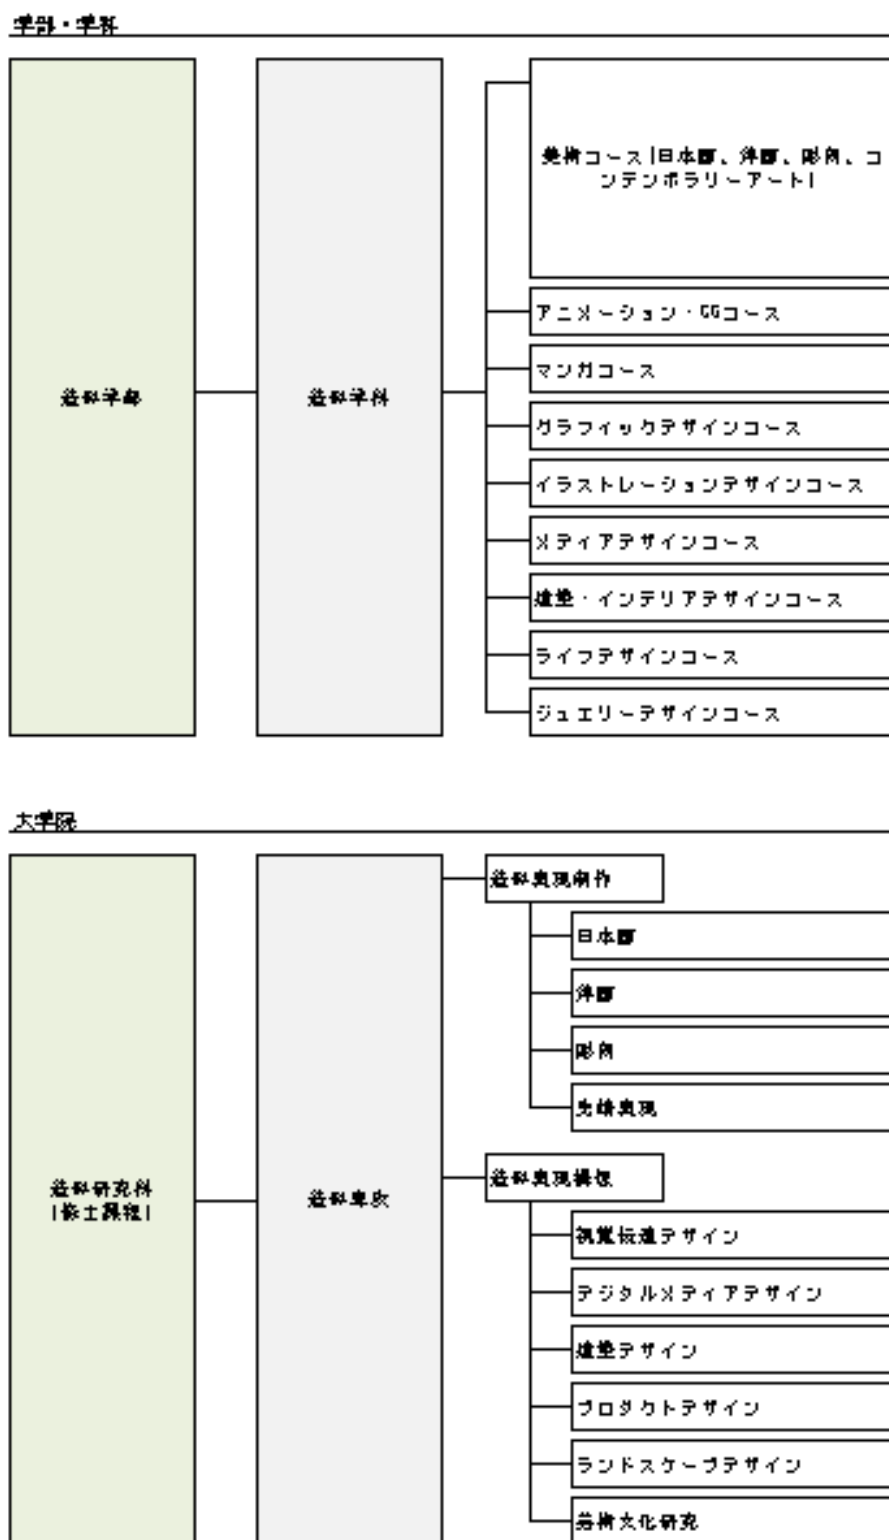 学部・学科
造形学部
造形学科
美術コース(日本画、洋画、彫刻、コ
ンテンポラリーアート)
アニメーション・CGコース
マンガコース
グラフィックデザインコース
イラストレーションデザインコース
メディアデザインコース
建築・インテリアデザインコース
ライフデザインコース
ジュエリーデザインコース
大学院
造形研究科
(修士課程)
造形専攻
造形表現制作
日本画
洋画
彫刻
先端表現
造形表現構想
視覚伝達デザイン
デジタルメディアデザイン
建築デザイン
プロダクトデザイン
ランドスケープデザイン
美術文化研究